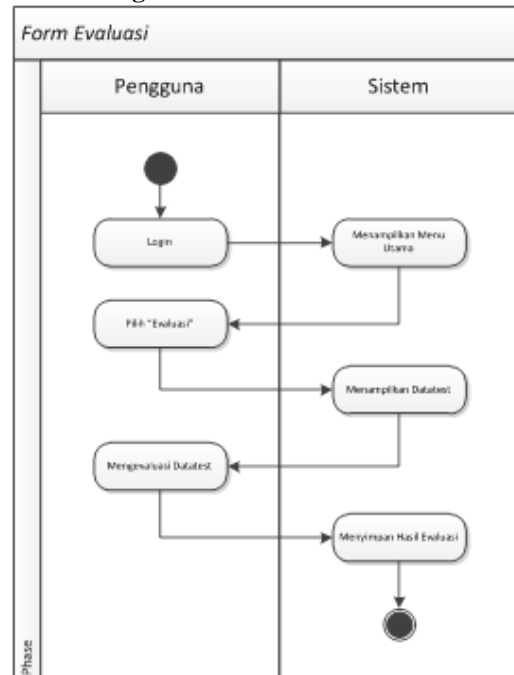 Form Evaluasi
Pengguna
Sistem
Login
Menampilkan Menu
Utama
Pilih "Evaluasi"
Menampilkan Datatest
Mengevaluasi Datatest
Menyimpan Hasil Evaluasi
Phase